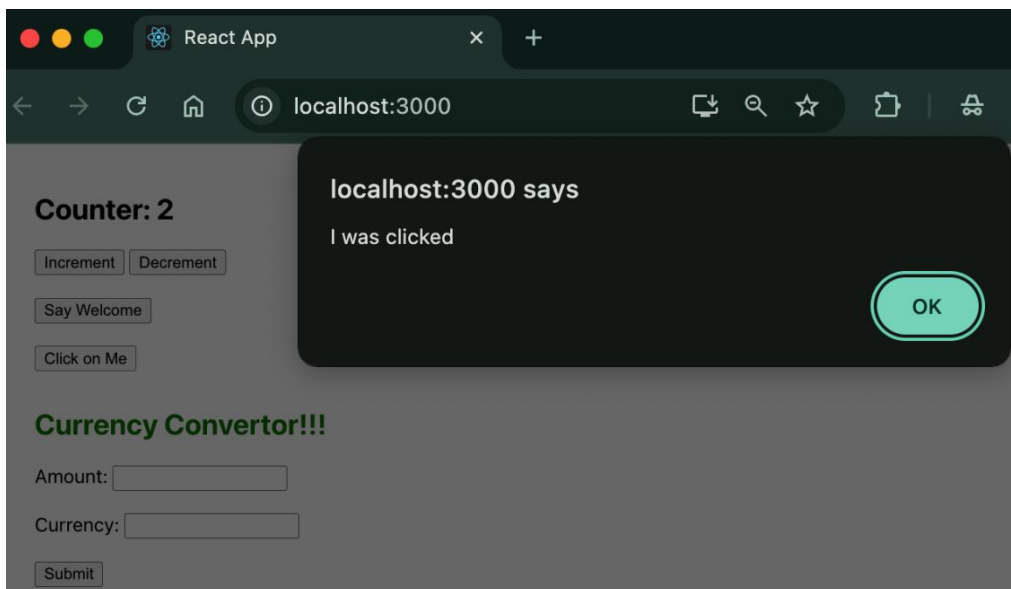 React App
localhost:3000
localhost:3000 says
I was clicked
OK
Counter: 2
Increment Decrement
Say Welcome
Click on Me
Currency Convertor!!!
Amount:
Currency:
Submit